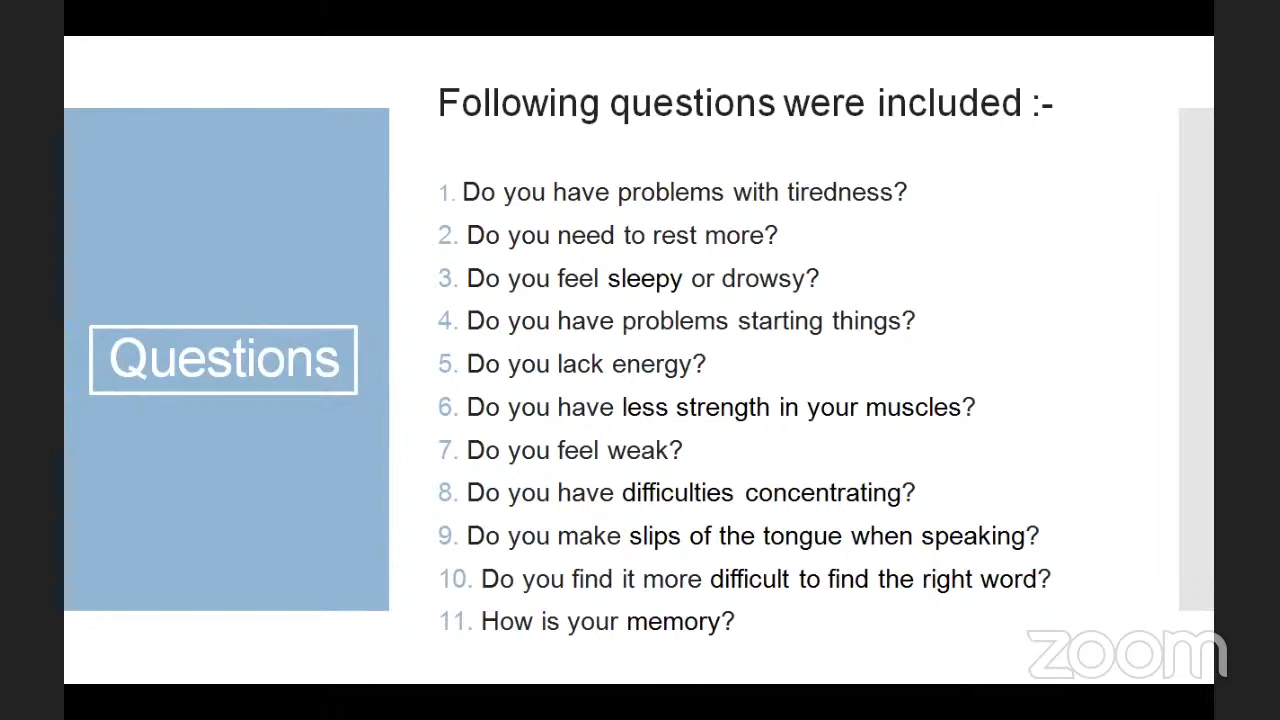 Following questions were included :-
Questions
1. Do you have problems with tiredness?
2. Do you need to rest more?
3. Do you feel sleepy or drowsy?
4. Do you have problems starting things?
5. Do you lack energy?
6. Do you have less strength in your muscles?
7. Do you feel weak?
8. Do you have difficulties concentrating?
9. Do you make slips of the tongue when speaking?
10. Do you find it more difficult to find the right word?
11. How is your memory?
zoom